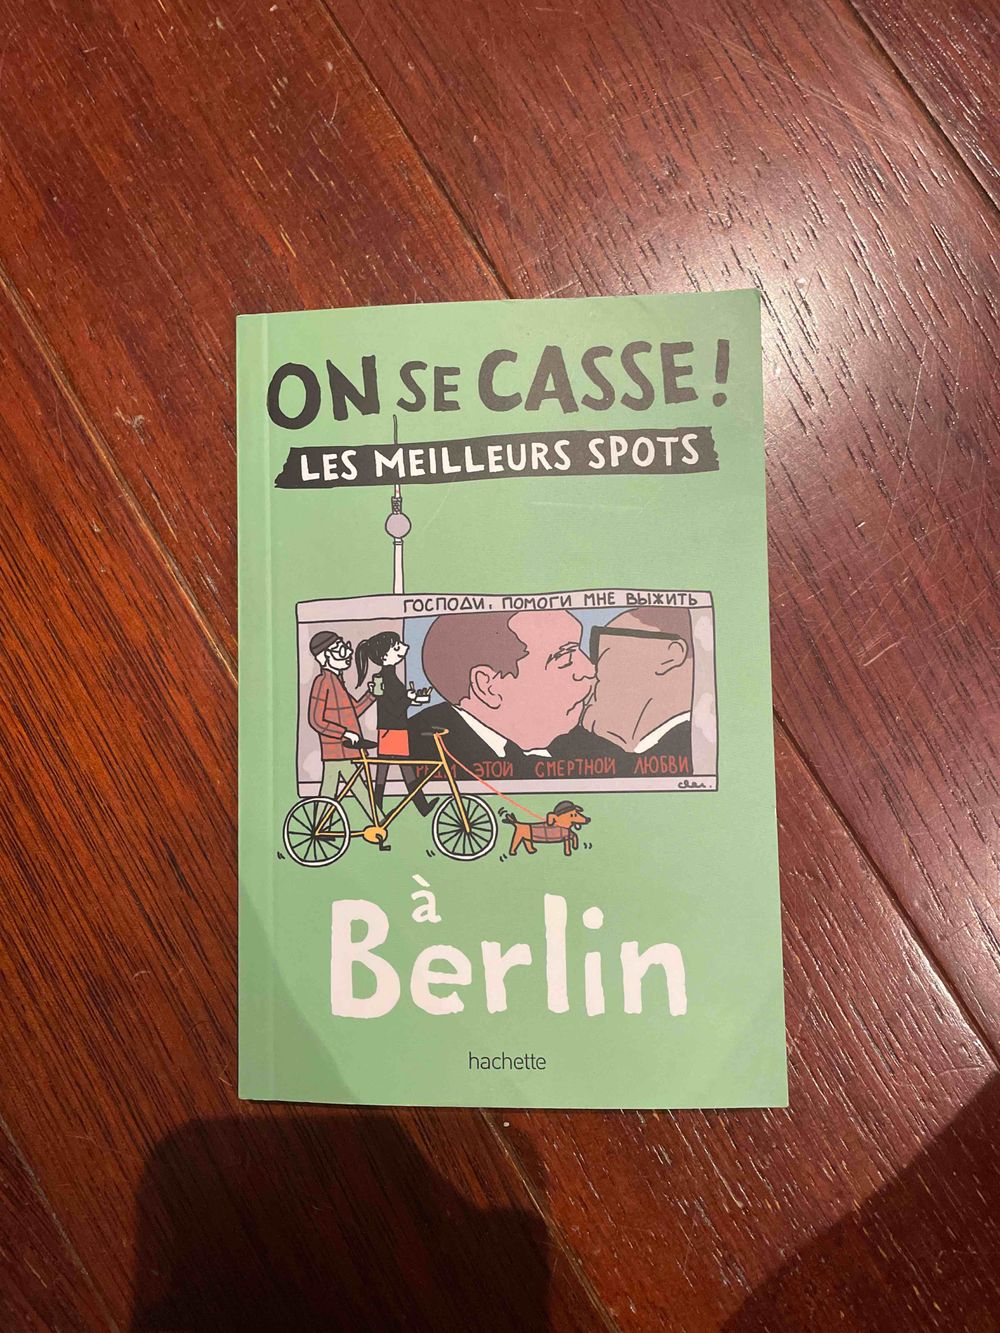 ON SE CASSE !
LES MEILLEURS SPOTS
ГОСПОДИ, ПОМОГИ МНЕ ВЫЖИТЬ
ЭТОЙ СМЕРТНОЙ ЛЮБВИ
à
Berlin
hachette